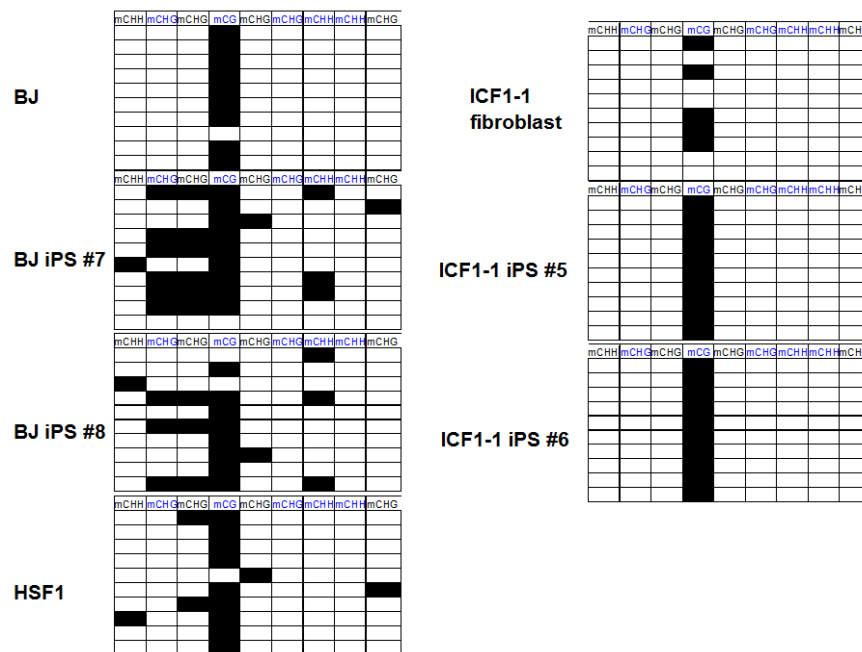 mCHH mCHG mCHG mCG mCHG mCHG mCHH mCHH mCHG
BJ
mCHH mCHG mCHG mCG mCHG mCHG mCHH mCHH mCHG
BJ iPS #7
mCHH mCHG mCHG mCG mCHG mCHG mCHH mCHH mCHG
BJ iPS #8
mCHH mCHG mCHG mCG mCHG mCHG mCHH mCHH mCHG
HSF1
mCHH mCHG mCHG mCG mCHG mCHG mCHH mCHH mCH
ICF1-1
fibroblast
mCHH mCHG mCHG mCG mCHG mCHG mCHH mCHH mCH
ICF1-1 iPS #5
mCHH mCHG mCHG mCG mCHG mCHG mCHH mCHH mCH
ICF1-1 iPS #6